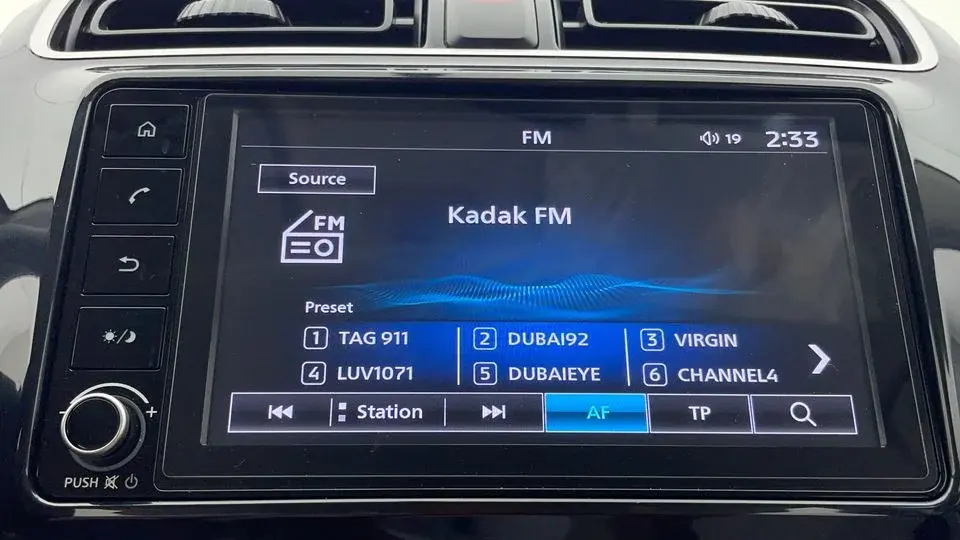 FM 19 2:33
Source
FM
Kadak FM
Preset
1 TAG 911 2 DUBAI92 3 VIRGIN
4 LUV1071 5 DUBAIEYE 6 CHANNEL4
Station AF TP
- +
PUSH